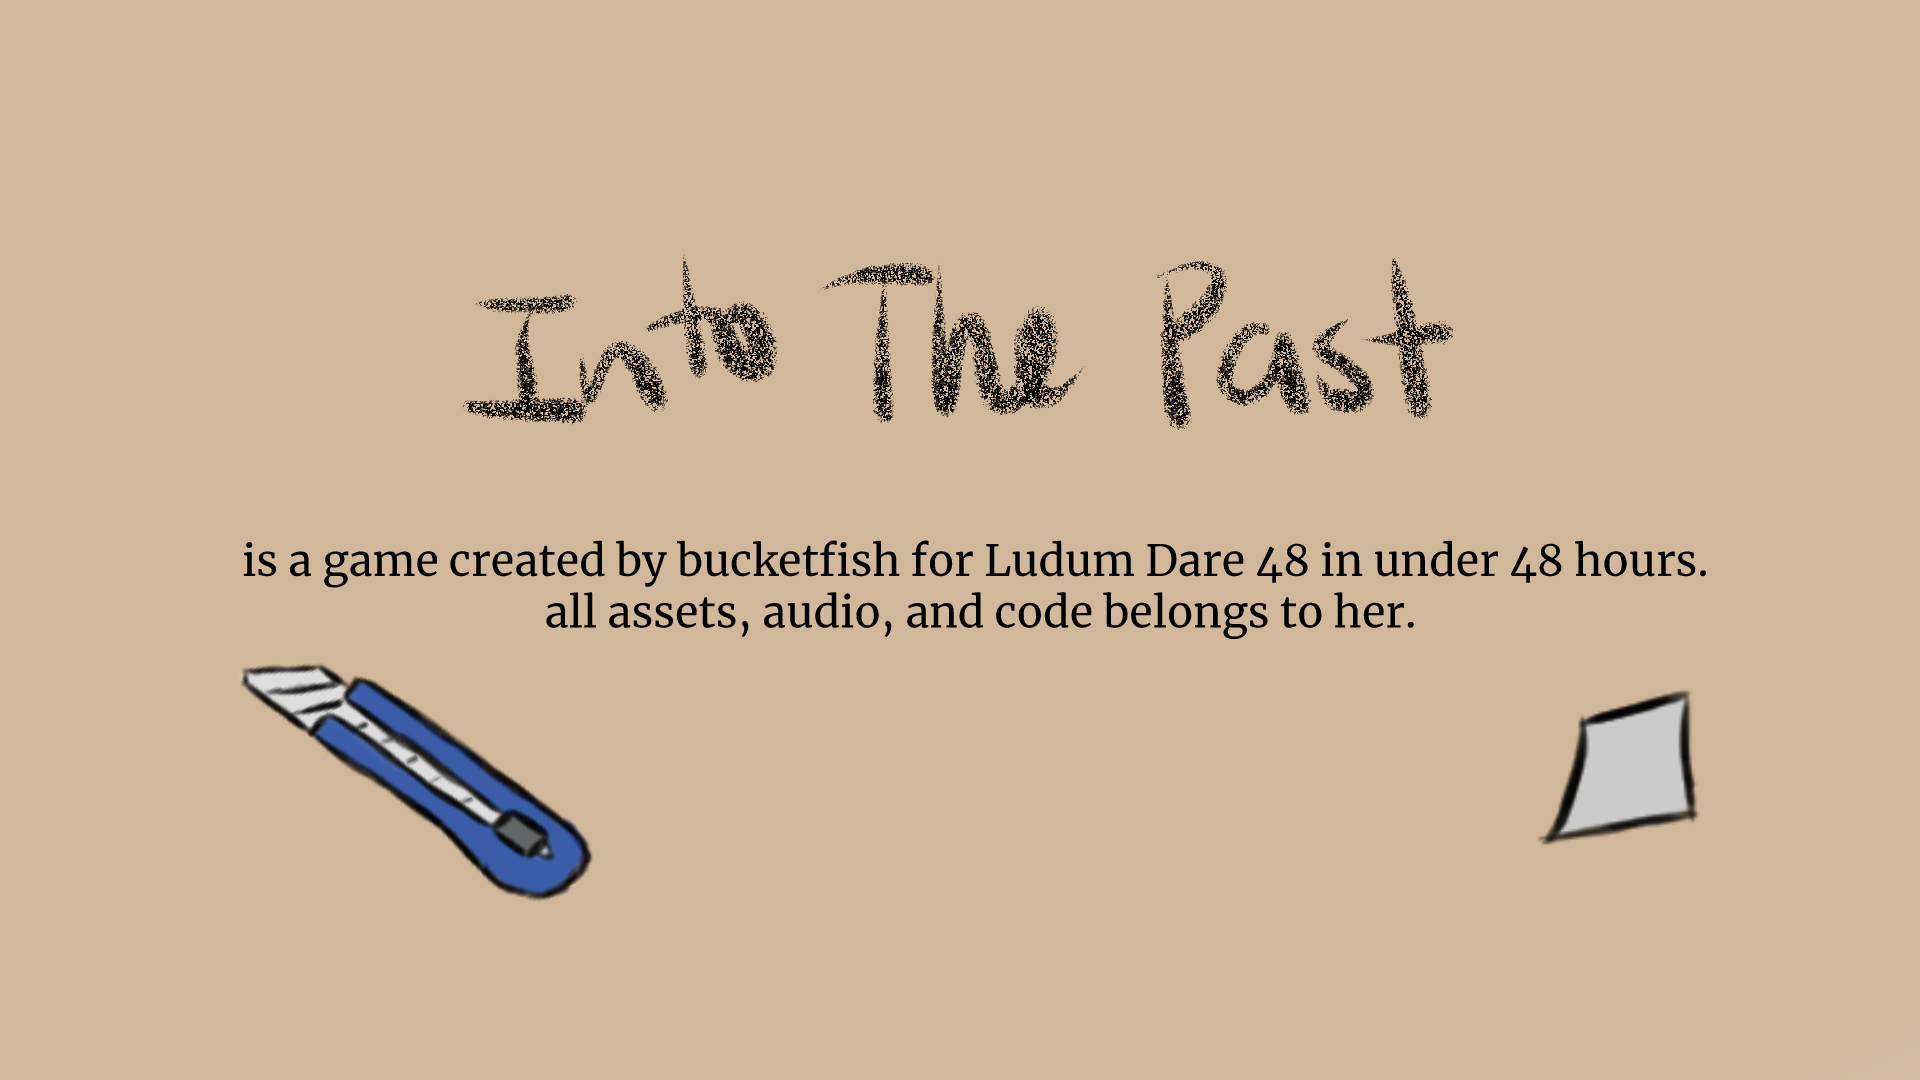 Into The Past
is a game created by bucketfish for Ludum Dare 48 in under 48 hours.
all assets, audio, and code belongs to her.